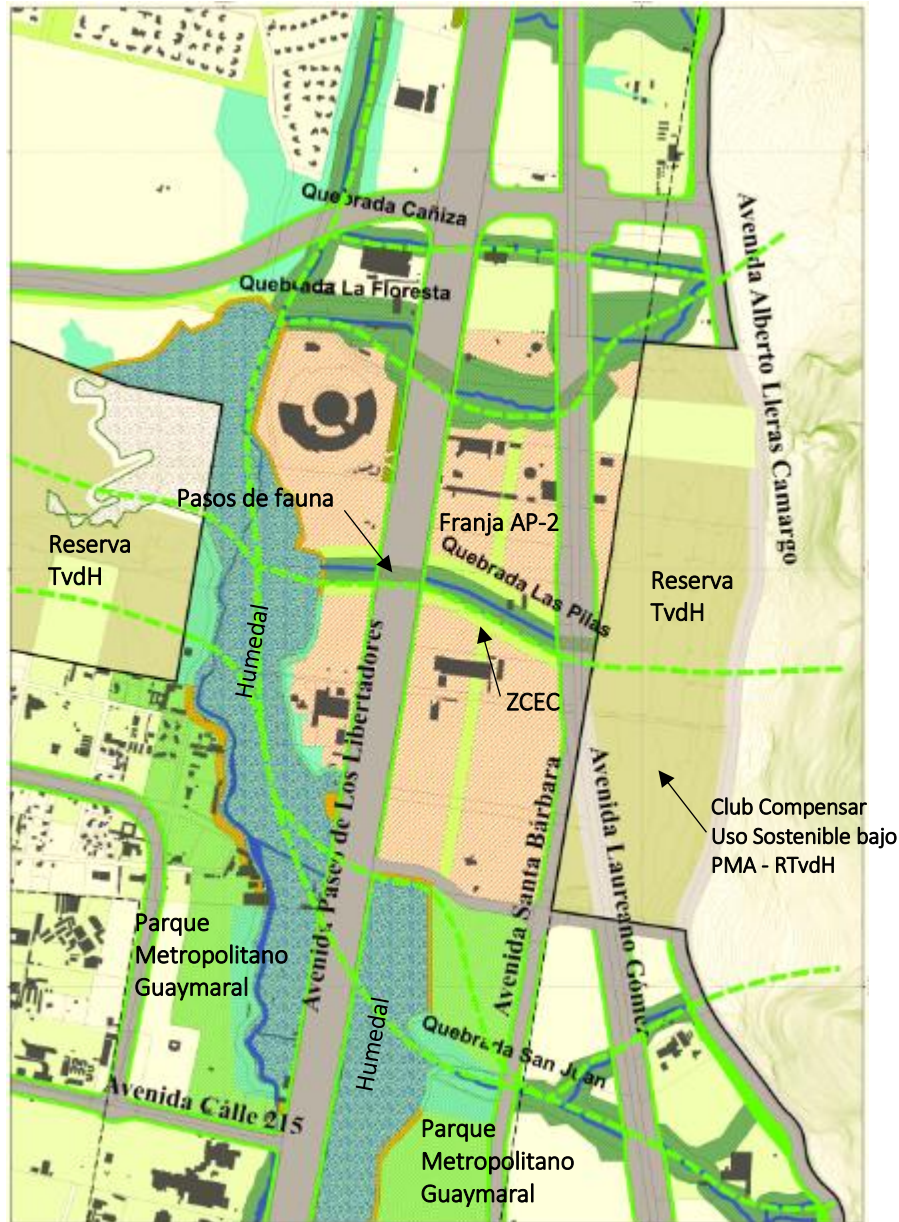 Quebrada Cañiza
Quebrada La Floresta
Avenida Alberto Lleras Camargo
Pasos de fauna
Franja AP-2
Reserva
TvdH
Quebrada Las Pilas
Reserva
TvdH
Humedal
ZCEC
Avenida Paseo de Los Libertadores
Avenida Santa Bárbara
Avenida Laureano Gómez
Club Compensar
Uso Sostenible bajo
PMA - RTvdH
Parque
Metropolitano
Guaymaral
Humedal
Quebrada San Juan
Avenida Calle 215
Parque
Metropolitano
Guaymaral